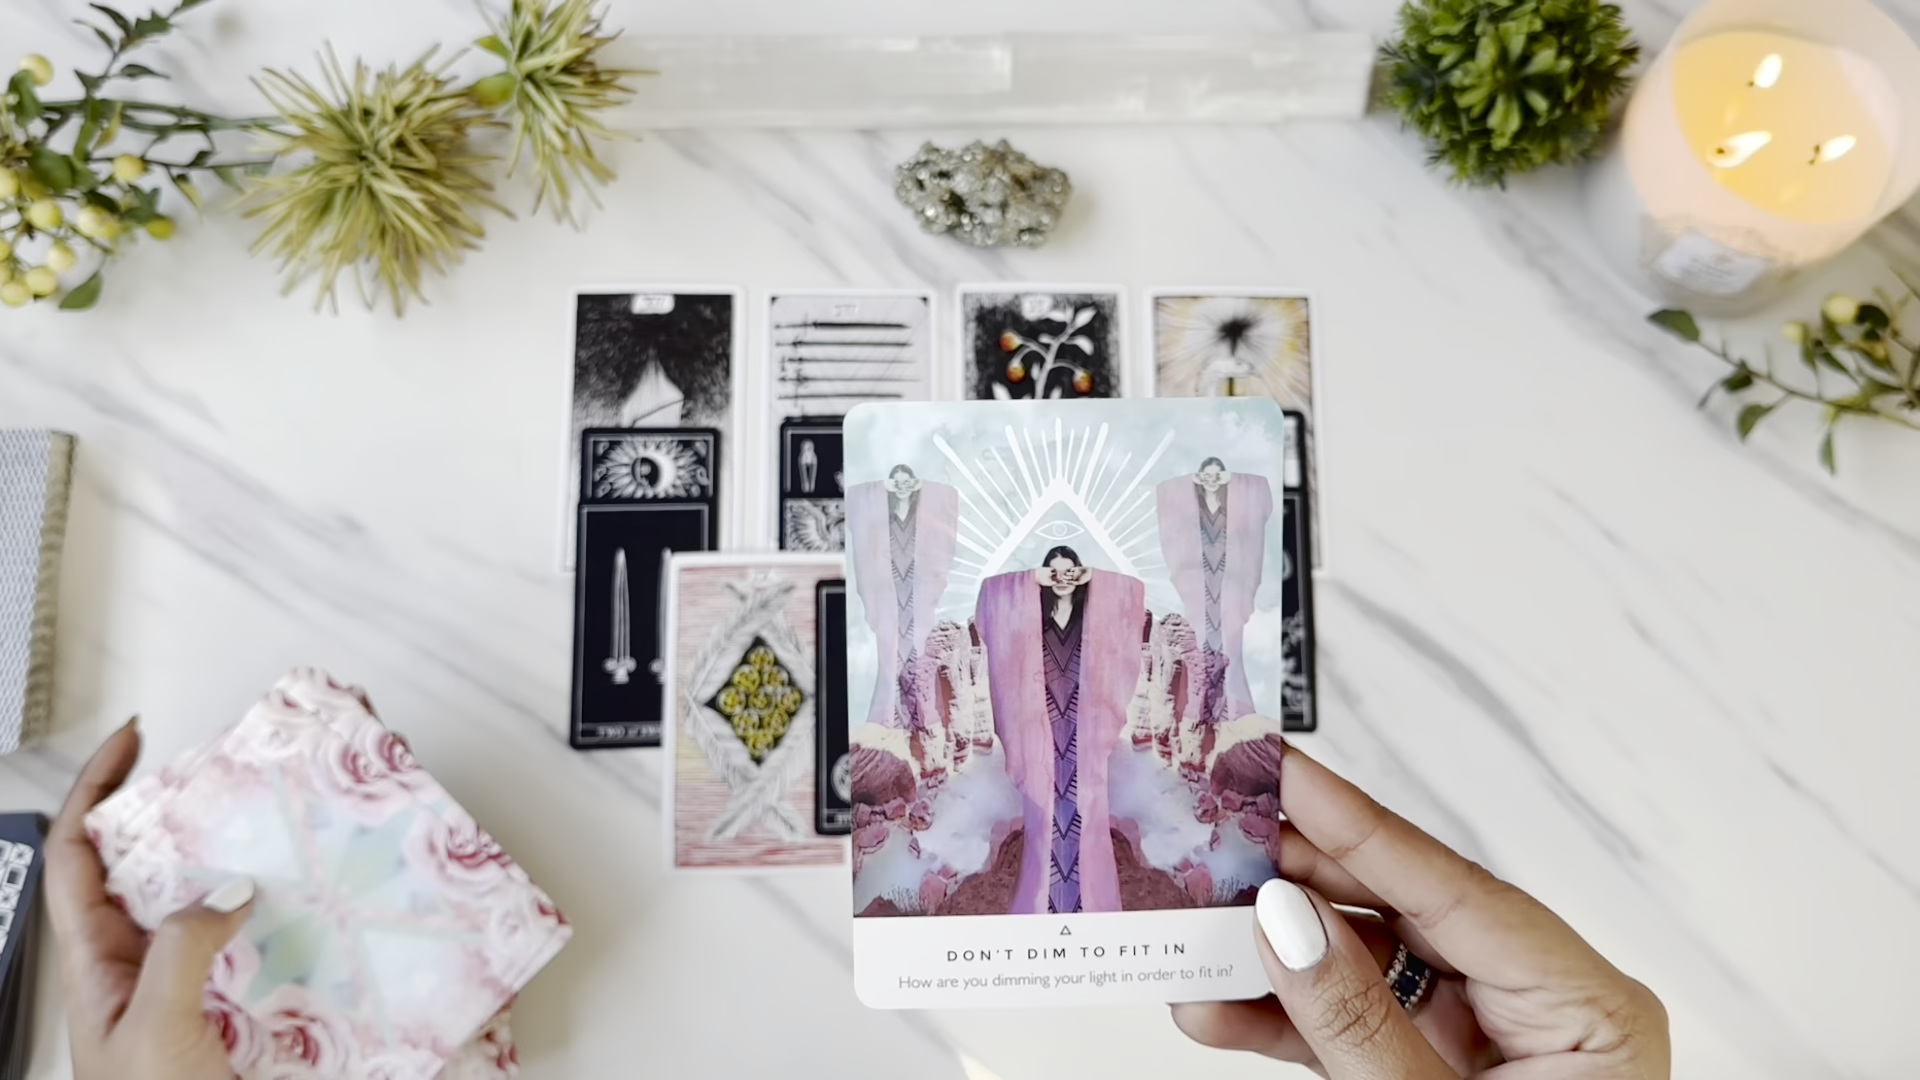 DON'T DIM TO FIT IN
How are you dimming your light in order to fit in?